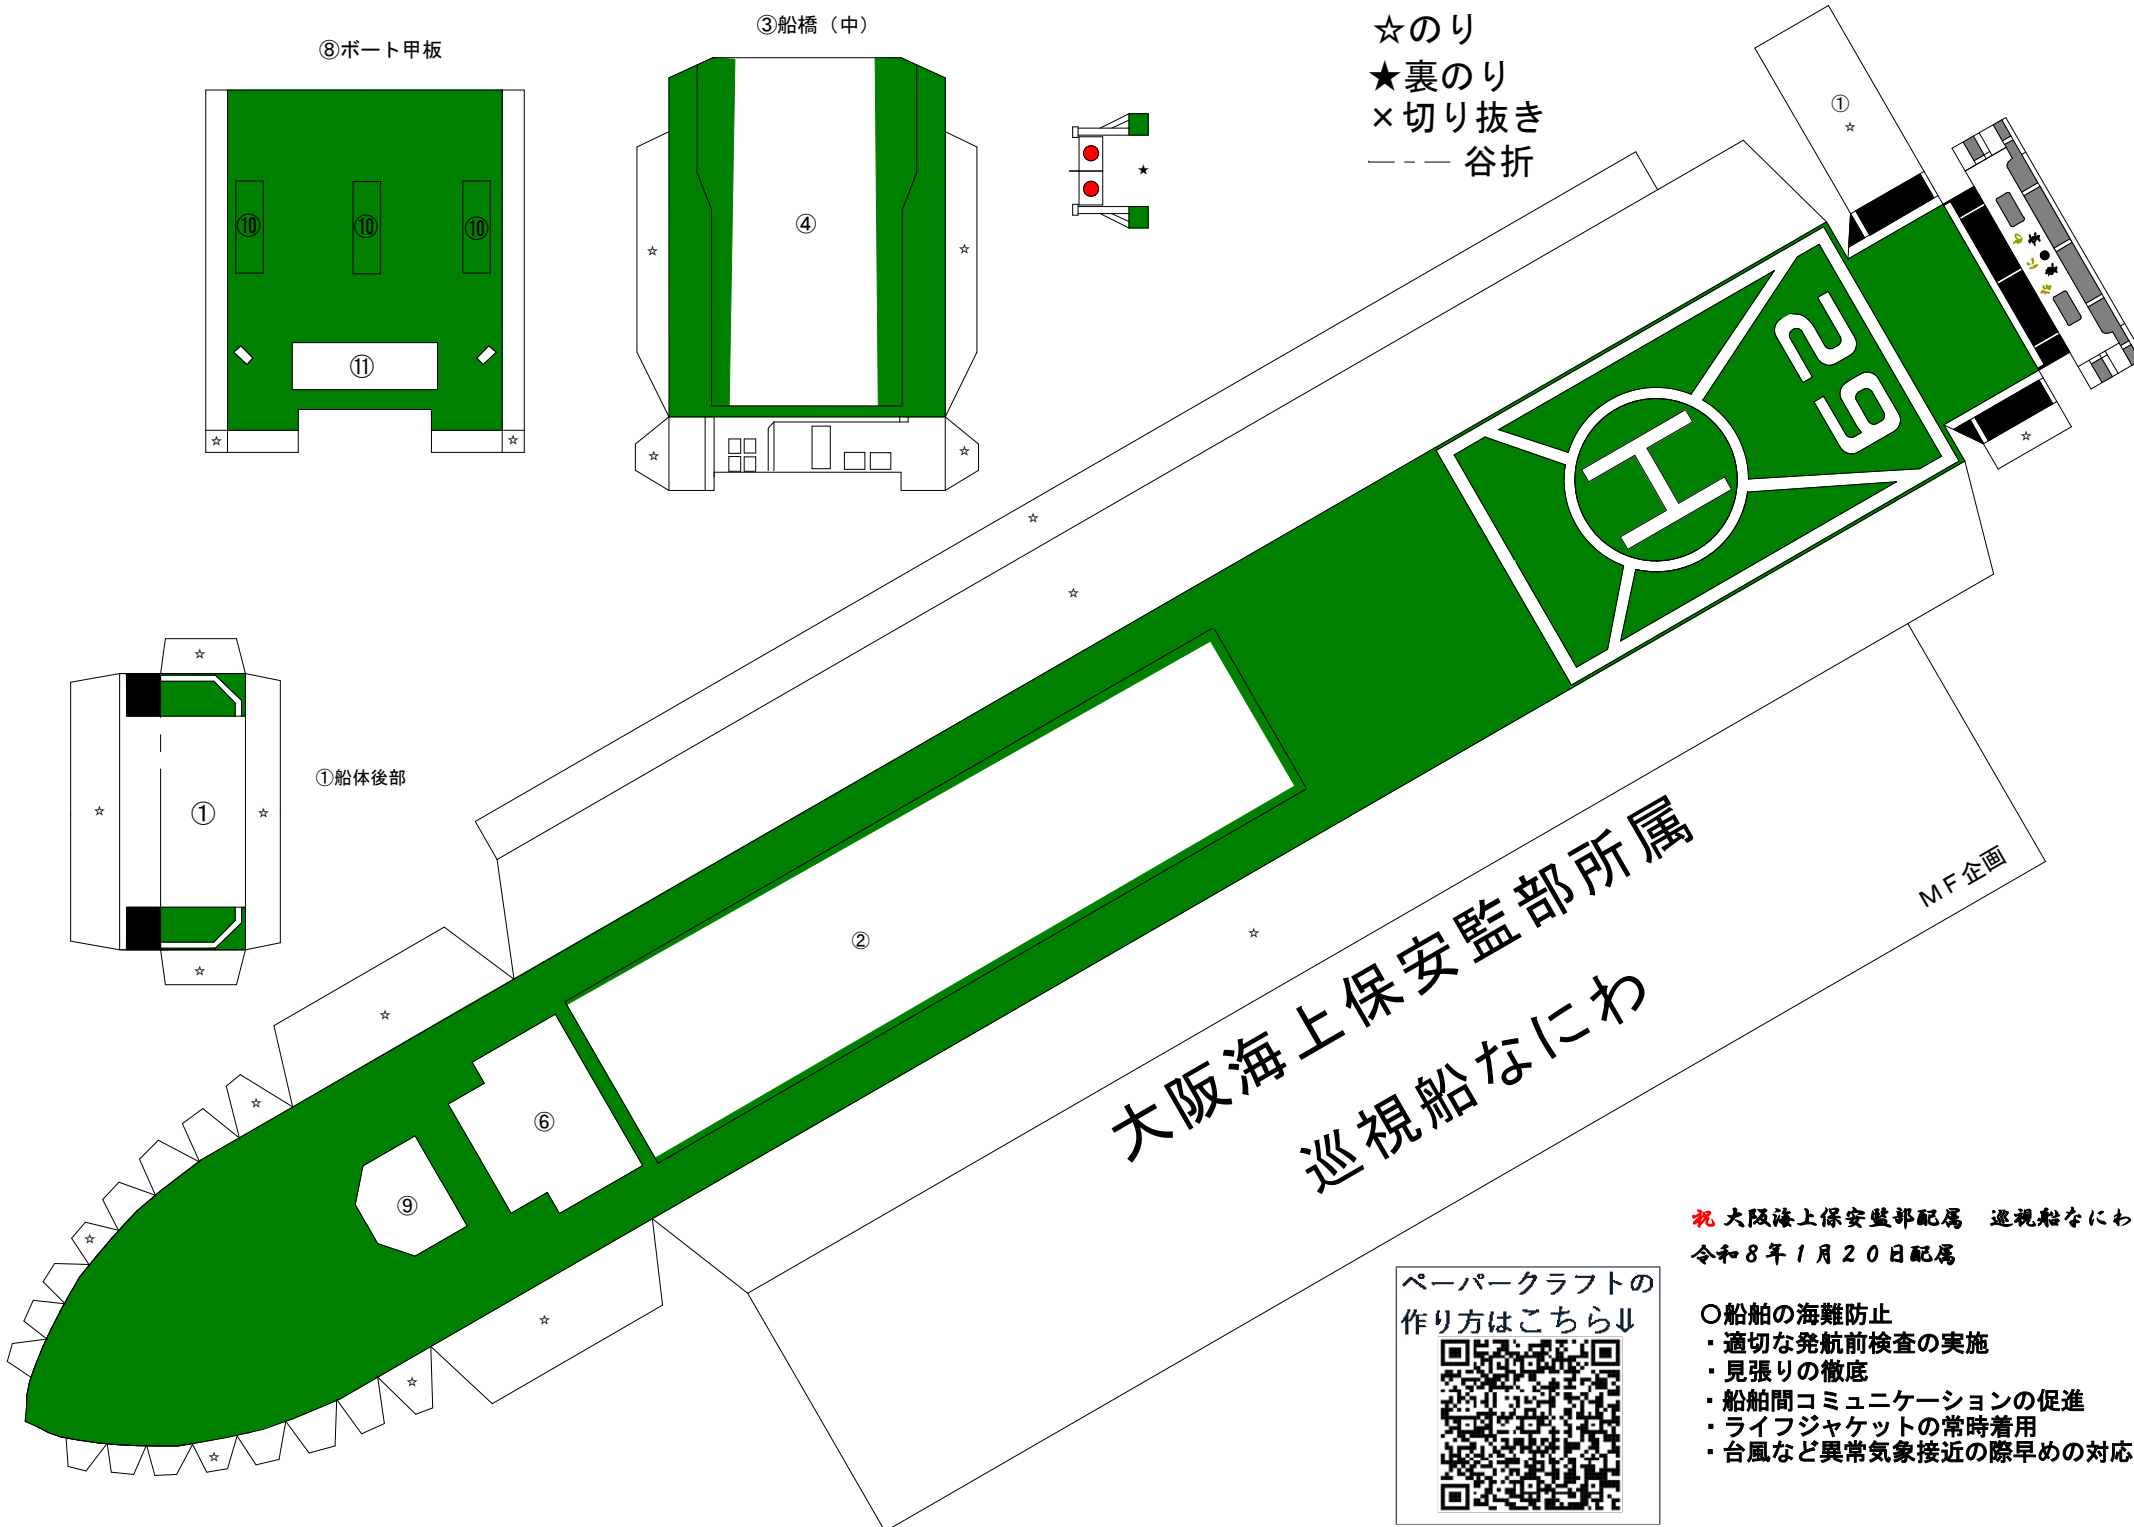 ⑧ボート甲板
③船橋（中）
☆のり
★裏のり
×切り抜き
谷折
⑩
⑩
⑩
⑪
④
①
29
H
①船体後部
①
②
⑥
⑨
大阪海上保安監部所属
巡視船なにわ
MF企画
祝 大阪海上保安監部配属　巡視船なにわ
令和８年１月２０日配属
ペーパークラフトの
作り方はこちら⇓
○船舶の海難防止
・適切な発航前検査の実施
・見張りの徹底
・船舶間コミュニケーションの促進
・ライフジャケットの常時着用
・台風など異常気象接近の際早めの対応